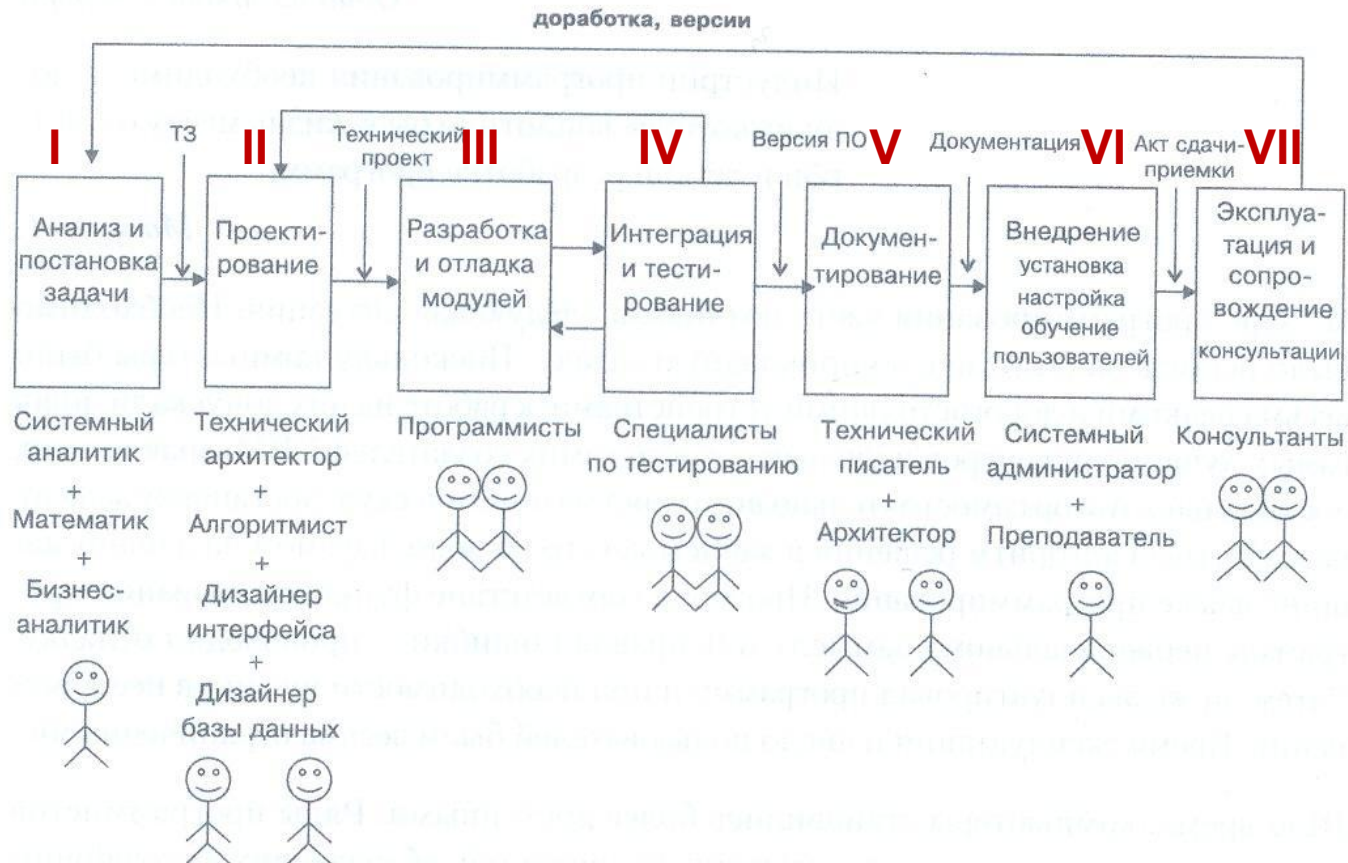 доработка, версии
I
ТЗ
II
Технический
проект
III
IV
Версия ПО
V
Документация
VI
Акт сдачи-
приемки
VII
Анализ и
постановка
задачи
Проекти-
рование
Разработка
и отладка
модулей
Интеграция
и тести-
рование
Докумен-
тирование
Внедрение
установка
настройка
обучение
пользователей
Эксплуа-
тация и
сопро-
вождение
консультации
Системный
аналитик
+
Математик
+
Бизнес-
аналитик
Технический
архитектор
+
Алгоритмист
+
Дизайнер
интерфейса
+
Дизайнер
базы данных
Программисты
Специалисты
по тестированию
Технический
писатель
+
Архитектор
Системный
администратор
+
Преподаватель
Консультанты